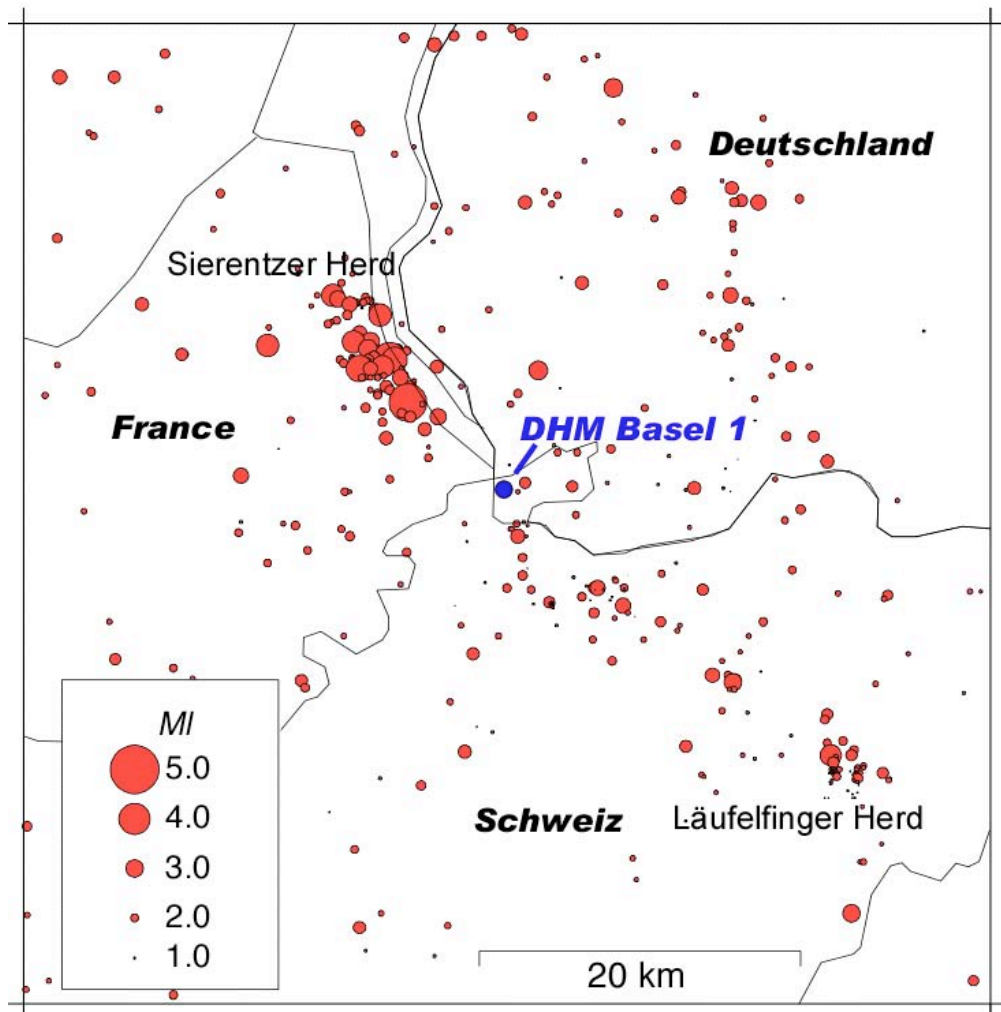 Deutschland
Sierentzer Herd
France
DHM Basel 1
Ml
5.0
4.0
3.0
2.0
1.0
Schweiz
Läufelfinger Herd
20 km